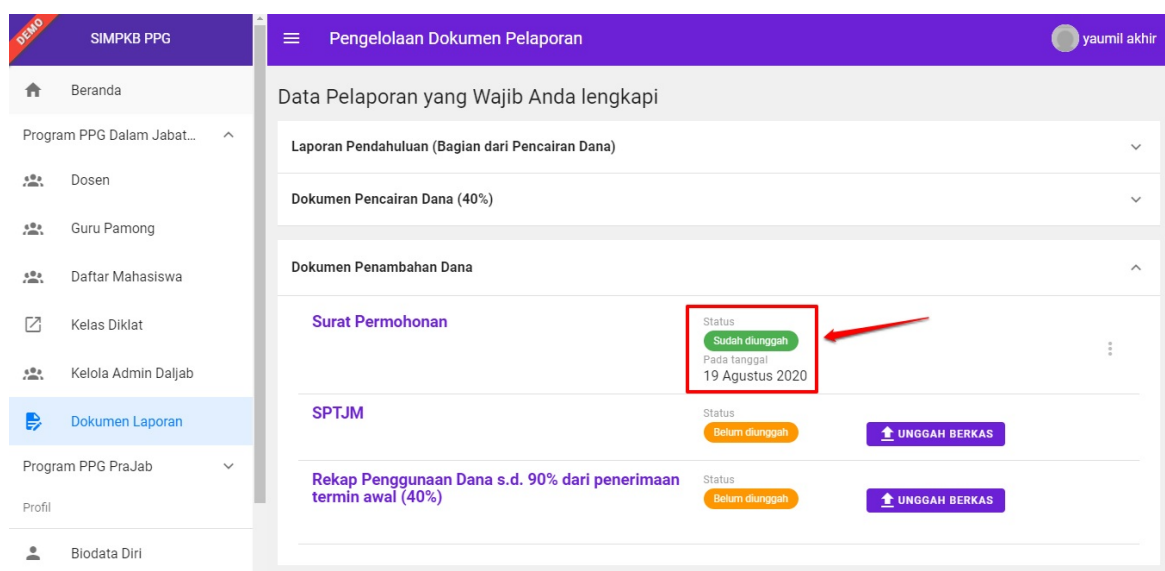 DEMO
SIMPKB PPG
Pengelolaan Dokumen Pelaporan
yaumil akhir
Beranda
Program PPG Dalam Jabat...
Dosen
Guru Pamong
Daftar Mahasiswa
Kelas Diklat
Kelola Admin Daljab
Dokumen Laporan
Program PPG PraJab
Profil
Biodata Diri
Data Pelaporan yang Wajib Anda lengkapi
Laporan Pendahuluan (Bagian dari Pencairan Dana)
Dokumen Pencairan Dana (40%)
Dokumen Penambahan Dana
Surat Permohonan
Status
Sudah diunggah
Pada tanggal
19 Agustus 2020
SPTJM
Status
Belum diunggah
UNGGAH BERKAS
Rekap Penggunaan Dana s.d. 90% dari penerimaan
termin awal (40%)
Status
Belum diunggah
UNGGAH BERKAS